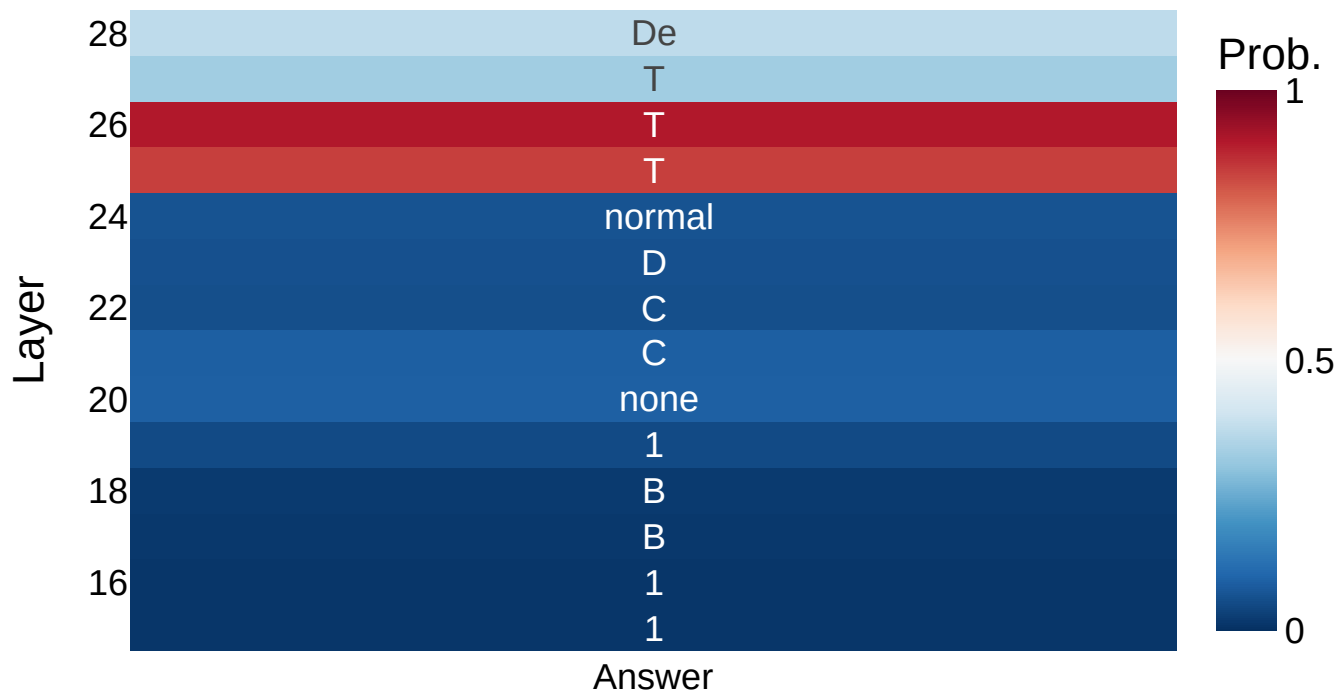 28 De
T
26 T
T
24 normal
D
22 C
C
20 none
1
18 B
B
16 1
1
Layer
Answer
Prob.
1
0.5
0